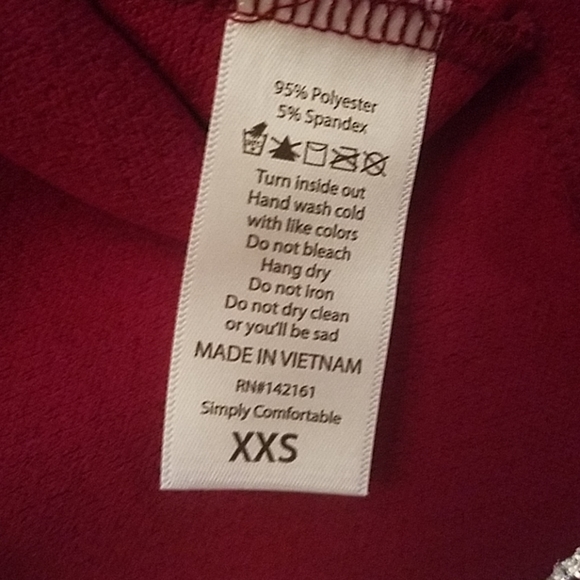 95% Polyester
5% Spandex
Turn inside out
Hand wash cold
with like colors
Do not bleach
Hang dry
Do not Iron
Do not dry clean
or you'll be sad
MADE IN VIETNAM
RN#142161
Simply Comfortable
XXS